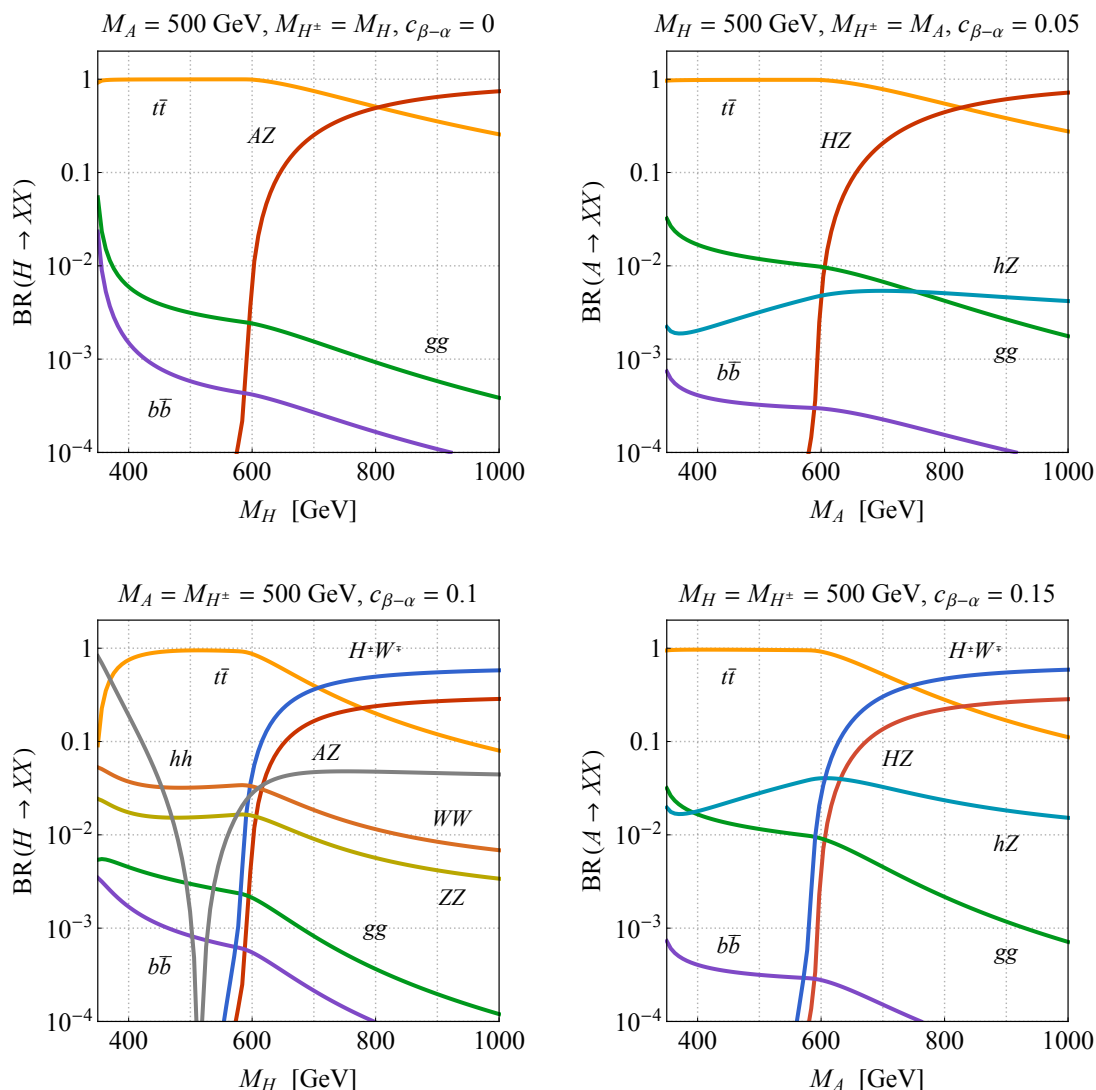 M_A = 500 GeV, M_{H^±} = M_H, c_{β−α} = 0
BR(H → XX)
1
0.1
10^{−2}
10^{−3}
10^{−4}
tt̄
AZ
gg
bb̄
400 600 800 1000
M_H [GeV]
M_H = 500 GeV, M_{H^±} = M_A, c_{β−α} = 0.05
BR(A → XX)
1
0.1
10^{−2}
10^{−3}
10^{−4}
tt̄
HZ
hZ
gg
bb̄
400 600 800 1000
M_A [GeV]
M_A = M_{H^±} = 500 GeV, c_{β−α} = 0.1
BR(H → XX)
1
0.1
10^{−2}
10^{−3}
10^{−4}
H^±W^∓
tt̄
hh
AZ
WW
ZZ
gg
bb̄
400 600 800 1000
M_H [GeV]
M_H = M_{H^±} = 500 GeV, c_{β−α} = 0.15
BR(A → XX)
1
0.1
10^{−2}
10^{−3}
10^{−4}
H^±W^∓
tt̄
HZ
hZ
gg
bb̄
400 600 800 1000
M_A [GeV]